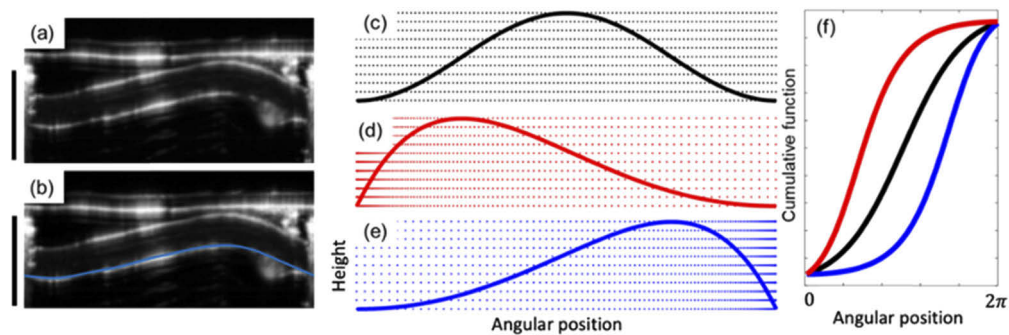 (a)
(b)
(c)
(d)
(e)
Height
Angular position
(f)
Cumulative function
0
2π
Angular position